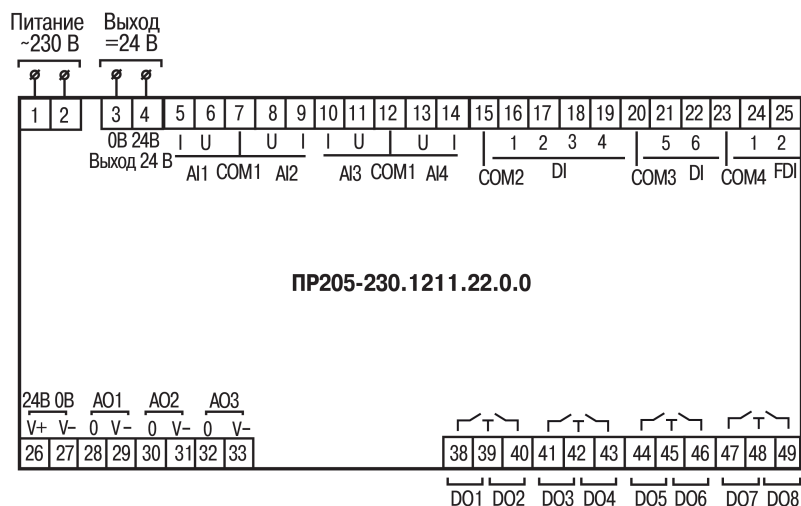 Питание Выход
~230 В =24 В
1 2 3 4 5 6 7 8 9 10 11 12 13 14 15 16 17 18 19 20 21 22 23 24 25
0В 24В I U U I I U U I 1 2 3 4 5 6 1 2
Выход 24 В AI1 COM1 AI2 AI3 COM1 AI4 COM2 DI COM3 DI COM4 FDI
ПР205-230.1211.22.0.0
24В 0В AO1 AO2 AO3
V+ V– 0 V– 0 V– 0 V–
26 27 28 29 30 31 32 33 38 39 40 41 42 43 44 45 46 47 48 49
DO1 DO2 DO3 DO4 DO5 DO6 DO7 DO8